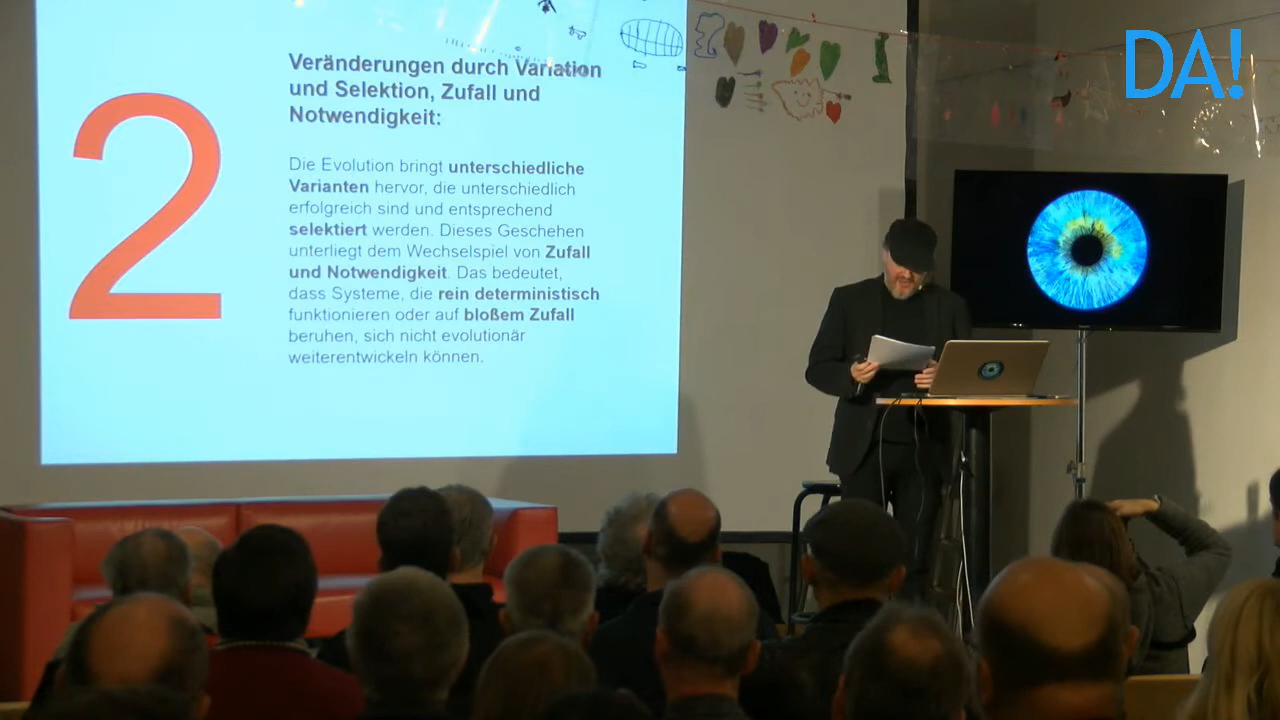 DA!
2
Veränderungen durch Variation
und Selektion, Zufall und
Notwendigkeit:
Die Evolution bringt unterschiedliche
Varianten hervor, die unterschiedlich
erfolgreich sind und entsprechend
selektiert werden. Dieses Geschehen
unterliegt dem Wechselspiel von Zufall
und Notwendigkeit. Das bedeutet,
dass Systeme, die rein deterministisch
funktionieren oder auf bloßem Zufall
beruhen, sich nicht evolutionär
weiterentwickeln können.